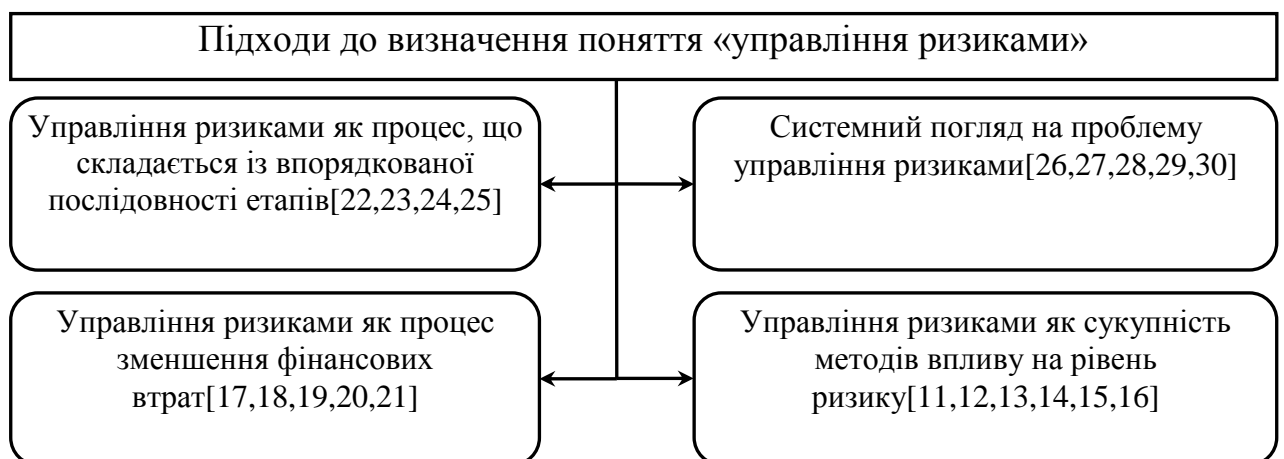 Підходи до визначення поняття «управління ризиками»
Управління ризиками як процес, що
складається із впорядкованої
послідовності етапів[22,23,24,25]
Системний погляд на проблему
управління ризиками[26,27,28,29,30]
Управління ризиками як процес
зменшення фінансових
втрат[17,18,19,20,21]
Управління ризиками як сукупність
методів впливу на рівень
ризику[11,12,13,14,15,16]